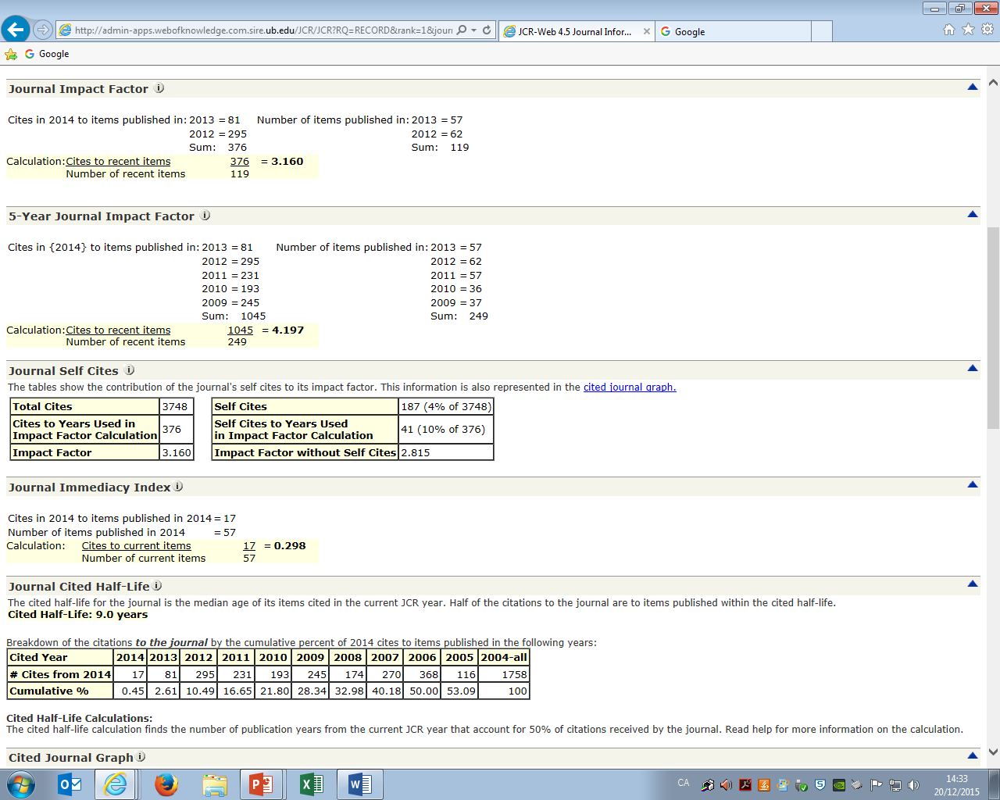 http://admin-apps.webofknowledge.com.sire.ub.edu/JCR/JCR?RQ=RECORD&rank=1&jour
JCR-Web 4.5 Journal Infor...
Google
Google
Journal Impact Factor
Cites in 2014 to items published in: 2013 = 81 Number of items published in: 2013 = 57
2012 = 295 2012 = 62
Sum: 376 Sum: 119
Calculation: Cites to recent items 376 = 3.160
Number of recent items 119
5-Year Journal Impact Factor
Cites in {2014} to items published in: 2013 = 81 Number of items published in: 2013 = 57
2012 = 295 2012 = 62
2011 = 231 2011 = 57
2010 = 193 2010 = 36
2009 = 245 2009 = 37
Sum: 1045 Sum: 249
Calculation: Cites to recent items 1045 = 4.197
Number of recent items 249
Journal Self Cites
The tables show the contribution of the journal's self cites to its impact factor. This information is also represented in the cited journal graph.
Total Cites 3748 Self Cites 187 (4% of 3748)
Cites to Years Used in Impact Factor Calculation 376 Self Cites to Years Used in Impact Factor Calculation 41 (10% of 376)
Impact Factor 3.160 Impact Factor without Self Cites 2.815
Journal Immediacy Index
Cites in 2014 to items published in 2014 = 17
Number of items published in 2014 = 57
Calculation: Cites to current items 17 = 0.298
Number of current items 57
Journal Cited Half-Life
The cited half-life for the journal is the median age of its items cited in the current JCR year. Half of the citations to the journal are to items published within the cited half-life.
Cited Half-Life: 9.0 years
Breakdown of the citations to the journal by the cumulative percent of 2014 cites to items published in the following years:
Cited Year 2014 2013 2012 2011 2010 2009 2008 2007 2006 2005 2004-all
# Cites from 2014 17 81 295 231 193 245 174 270 368 116 1758
Cumulative % 0.45 2.61 10.49 16.65 21.80 28.34 32.98 40.18 50.00 53.09 100
Cited Half-Life Calculations:
The cited half-life calculation finds the number of publication years from the current JCR year that account for 50% of citations received by the journal. Read help for more information on the calculation.
Cited Journal Graph
CA
14:33
20/12/2015